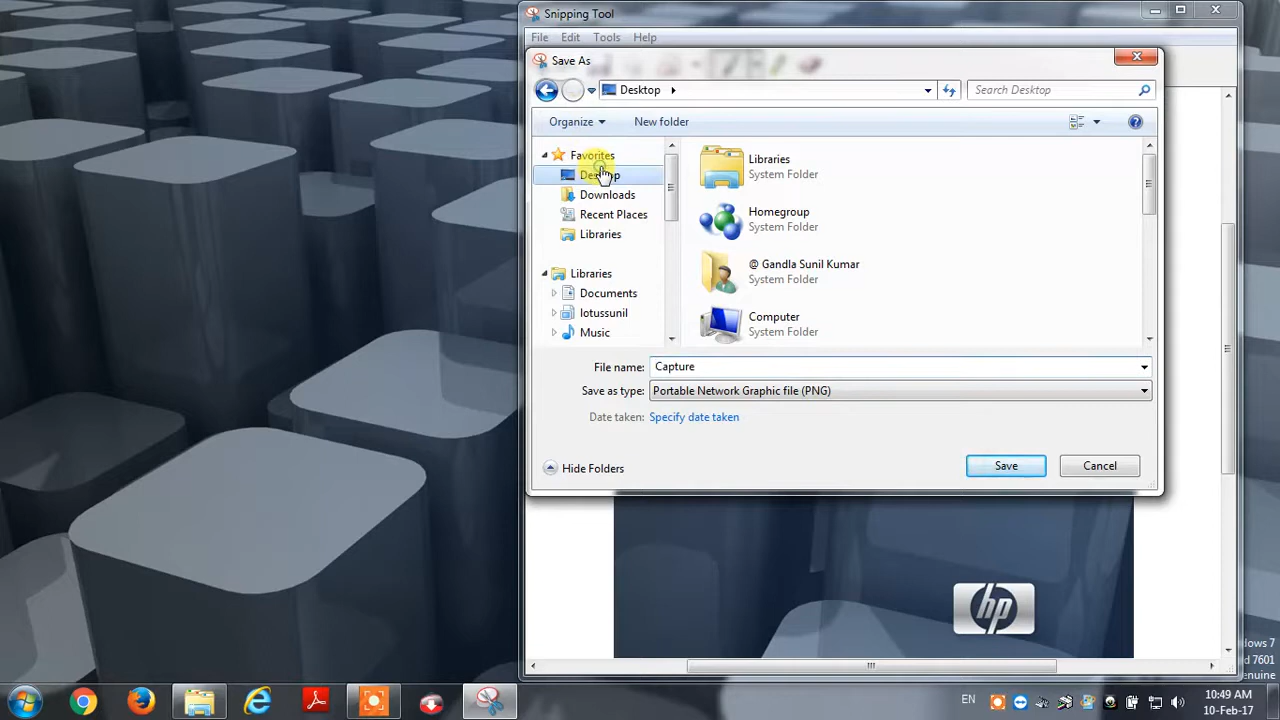 Snipping Tool
File Edit Tools Help
Save As
Desktop
Search Desktop
Organize New folder
Favorites
Desktop
Downloads
Recent Places
Libraries
Libraries
Documents
lotussunil
Music
Libraries
System Folder
Homegroup
System Folder
@ Gandla Sunil Kumar
System Folder
Computer
System Folder
File name: Capture
Save as type: Portable Network Graphic file (PNG)
Date taken: Specify date taken
Hide Folders
Save Cancel
hp
dows 7
d 7601
enuine
EN
10:49 AM
10-Feb-17